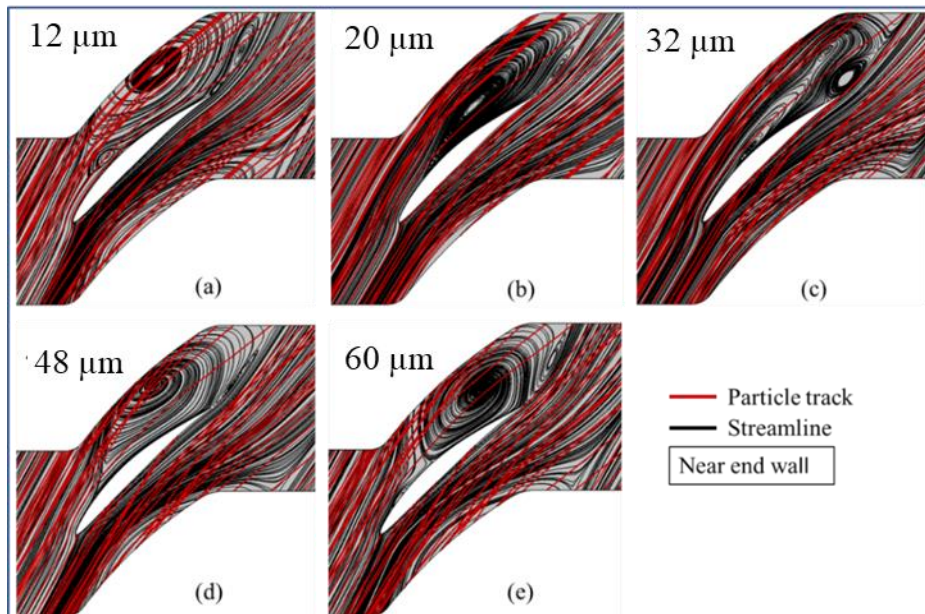 12 µm
20 µm
32 µm
(a)
(b)
(c)
48 µm
60 µm
Particle track
Streamline
Near end wall
(d)
(e)